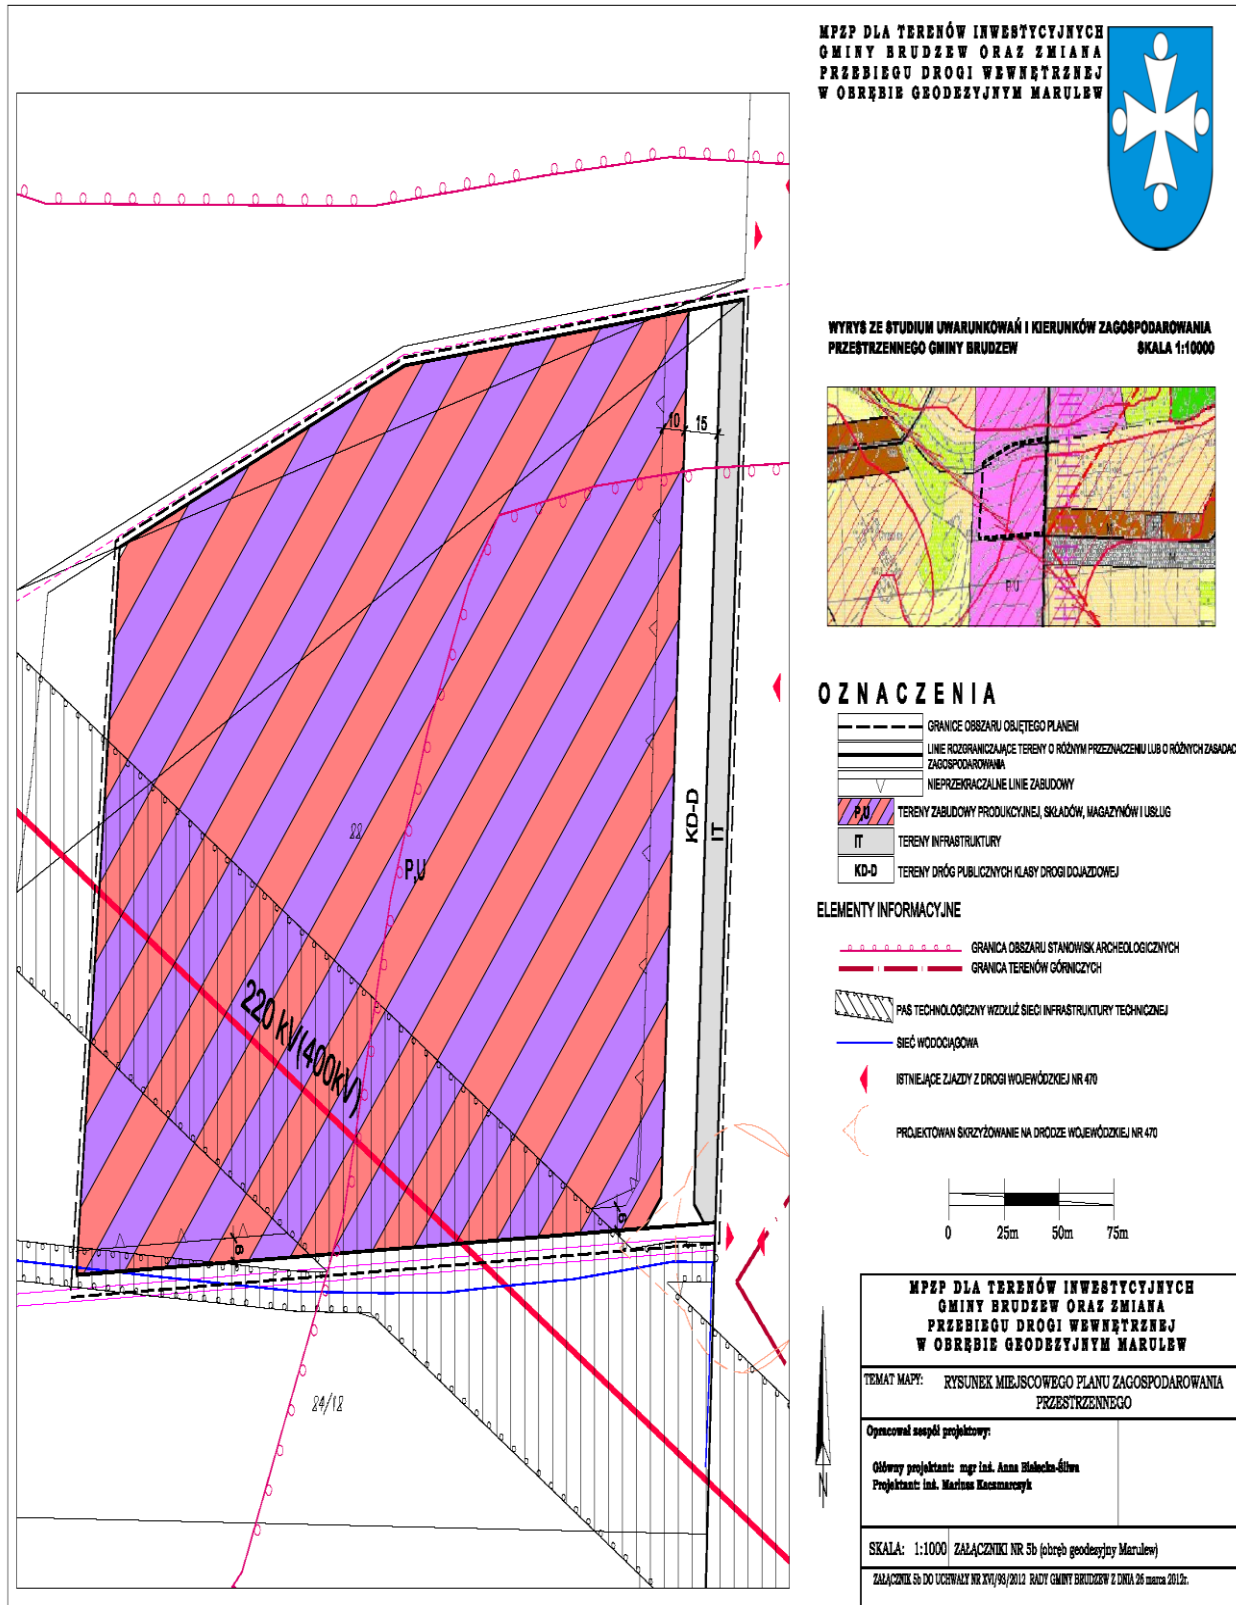 MPZP DLA TERENÓW INWESTYCYJNYCH
GMINY BRUDZEW ORAZ ZMIANA
PRZEBIEGU DROGI WEWNĘTRZNEJ
W OBRĘBIE GEODEZYJNYM MARULEW
WYRYS ZE STUDIUM UWARUNKOWAŃ I KIERUNKÓW ZAGOSPODAROWANIA
PRZESTRZENNEGO GMINY BRUDZEW SKALA 1:10000
P,U
10 15
KD-D
IT
22
P,U
220 kV(400kV)
6
6
24/12
OZNACZENIA
GRANICE OBSZARU OBJĘTEGO PLANEM
LINIE ROZGRANICZAJĄCE TERENY O RÓŻNYM PRZEZNACZENIU LUB O RÓŻNYCH ZASADAC
ZAGOSPODAROWANIA
NIEPRZEKRACZALNE LINIE ZABUDOWY
P,U TERENY ZABUDOWY PRODUKCYJNEJ, SKŁADÓW, MAGAZYNÓW I USŁUG
IT TERENY INFRASTRUKTURY
KD-D TERENY DRÓG PUBLICZNYCH KLASY DROGI DOJAZDOWEJ
ELEMENTY INFORMACYJNE
GRANICA OBSZARU STANOWISK ARCHEOLOGICZNYCH
GRANICA TERENÓW GÓRNICZYCH
PAS TECHNOLOGICZNY WZDŁUŻ SIECI INFRASTRUKTURY TECHNICZNEJ
SIEĆ WODOCIĄGOWA
ISTNIEJĄCE ZJAZDY Z DROGI WOJEWÓDZKIEJ NR 470
PROJEKTOWAN SKRZYŻOWANIE NA DRODZE WOJEWÓDZKIEJ NR 470
0 25m 50m 75m
N
MPZP DLA TERENÓW INWESTYCYJNYCH
GMINY BRUDZEW ORAZ ZMIANA
PRZEBIEGU DROGI WEWNĘTRZNEJ
W OBRĘBIE GEODEZYJNYM MARULEW
TEMAT MAPY: RYSUNEK MIEJSCOWEGO PLANU ZAGOSPODAROWANIA
PRZESTRZENNEGO
Opracował zespół projektowy:
Główny projektant: mgr inż. Anna Białecka-Śliwa
Projektant: inż. Mariusz Kaczmarczyk
SKALA: 1:1000 ZAŁĄCZNIKI NR 5b (obręb geodezyjny Marulew)
ZAŁĄCZNIK 5b DO UCHWAŁY NR XVI/93/2012 RADY GMINY BRUDZEW Z DNIA 26 marca 2012r.